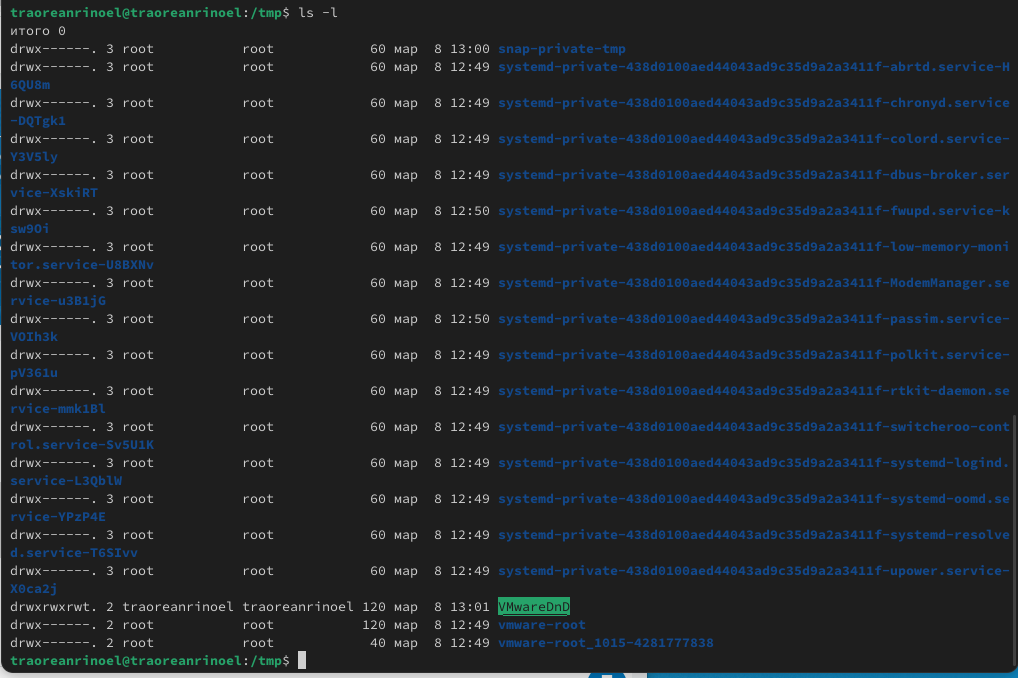 traoreanrinoel@traoreanrinoel:/tmp$ ls -l
итого 0
drwx------. 3 root           root            60 мар  8 13:00 snap-private-tmp
drwx------. 3 root           root            60 мар  8 12:49 systemd-private-438d0100aed44043ad9c35d9a2a3411f-abrtd.service-H
6QU8m
drwx------. 3 root           root            60 мар  8 12:49 systemd-private-438d0100aed44043ad9c35d9a2a3411f-chronyd.service
-DQTgk1
drwx------. 3 root           root            60 мар  8 12:49 systemd-private-438d0100aed44043ad9c35d9a2a3411f-colord.service-
Y3V5ly
drwx------. 3 root           root            60 мар  8 12:49 systemd-private-438d0100aed44043ad9c35d9a2a3411f-dbus-broker.ser
vice-XskiRT
drwx------. 3 root           root            60 мар  8 12:50 systemd-private-438d0100aed44043ad9c35d9a2a3411f-fwupd.service-k
sw9Oi
drwx------. 3 root           root            60 мар  8 12:49 systemd-private-438d0100aed44043ad9c35d9a2a3411f-low-memory-moni
tor.service-U8BXNv
drwx------. 3 root           root            60 мар  8 12:49 systemd-private-438d0100aed44043ad9c35d9a2a3411f-ModemManager.se
rvice-u3B1jG
drwx------. 3 root           root            60 мар  8 12:50 systemd-private-438d0100aed44043ad9c35d9a2a3411f-passim.service-
VOIh3k
drwx------. 3 root           root            60 мар  8 12:49 systemd-private-438d0100aed44043ad9c35d9a2a3411f-polkit.service-
pV361u
drwx------. 3 root           root            60 мар  8 12:49 systemd-private-438d0100aed44043ad9c35d9a2a3411f-rtkit-daemon.se
rvice-mmk1Bl
drwx------. 3 root           root            60 мар  8 12:49 systemd-private-438d0100aed44043ad9c35d9a2a3411f-switcheroo-cont
rol.service-Sv5U1K
drwx------. 3 root           root            60 мар  8 12:49 systemd-private-438d0100aed44043ad9c35d9a2a3411f-systemd-logind.
service-L3QblW
drwx------. 3 root           root            60 мар  8 12:49 systemd-private-438d0100aed44043ad9c35d9a2a3411f-systemd-oomd.se
rvice-YPzP4E
drwx------. 3 root           root            60 мар  8 12:49 systemd-private-438d0100aed44043ad9c35d9a2a3411f-systemd-resolve
d.service-T6SIvv
drwx------. 3 root           root            60 мар  8 12:49 systemd-private-438d0100aed44043ad9c35d9a2a3411f-upower.service-
X0ca2j
drwxrwxrwt. 2 traoreanrinoel traoreanrinoel 120 мар  8 13:01 VMwareDnD
drwx------. 2 root           root           120 мар  8 12:49 vmware-root
drwx------. 2 root           root            40 мар  8 12:49 vmware-root_1015-4281777838
traoreanrinoel@traoreanrinoel:/tmp$